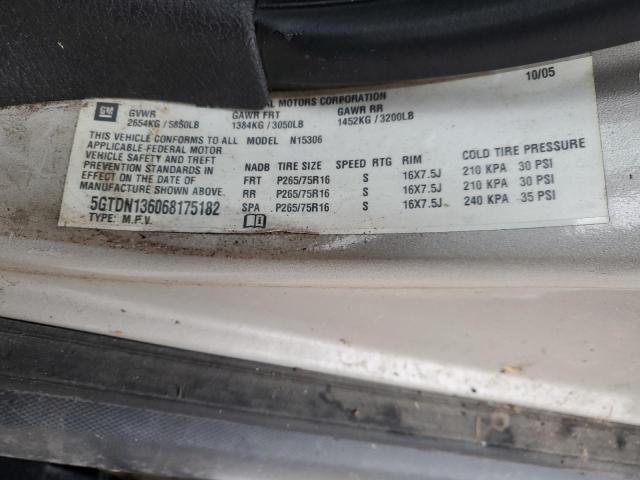 AL MOTORS CORPORATION 10/05
GM GVWR GAWR FRT GAWR RR
2654KG / 5850LB 1384KG / 3050LB 1452KG / 3200LB
THIS VEHICLE CONFORMS TO ALL MODEL N15306
APPLICABLE FEDERAL MOTOR
VEHICLE SAFETY AND THEFT
PREVENTION STANDARDS
IN EFFECT ON THE DATE OF
MANUFACTURE SHOWN ABOVE.
5GTDN136068175182
TYPE: M.P.V.
NADB TIRE SIZE SPEED RTG RIM COLD TIRE PRESSURE
FRT P265/75R16 S 16X7.5J 210 KPA 30 PSI
RR P265/75R16 S 16X7.5J 210 KPA 30 PSI
SPA P265/75R16 S 16X7.5J 240 KPA 35 PSI